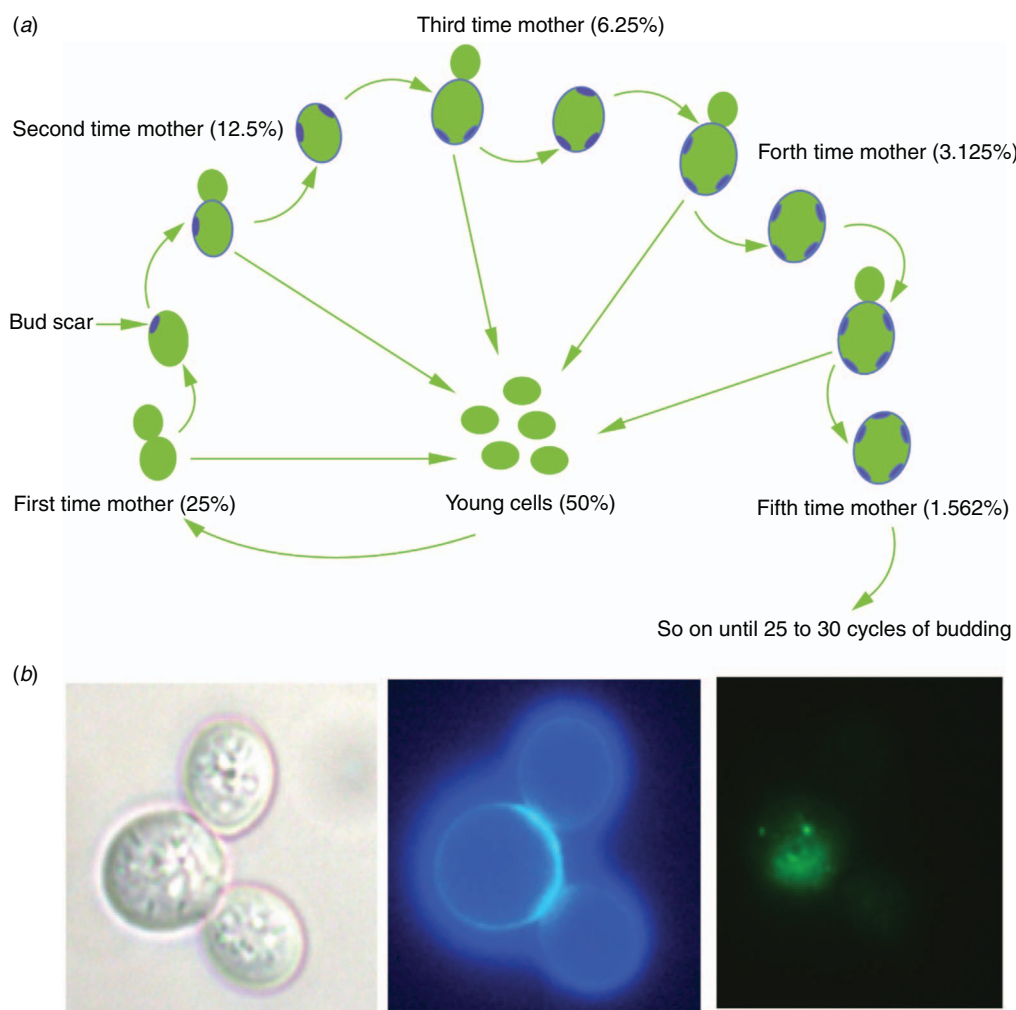 (a)
Third time mother (6.25%)
Second time mother (12.5%)
Forth time mother (3.125%)
Bud scar
First time mother (25%)
Young cells (50%)
Fifth time mother (1.562%)
So on until 25 to 30 cycles of budding
(b)